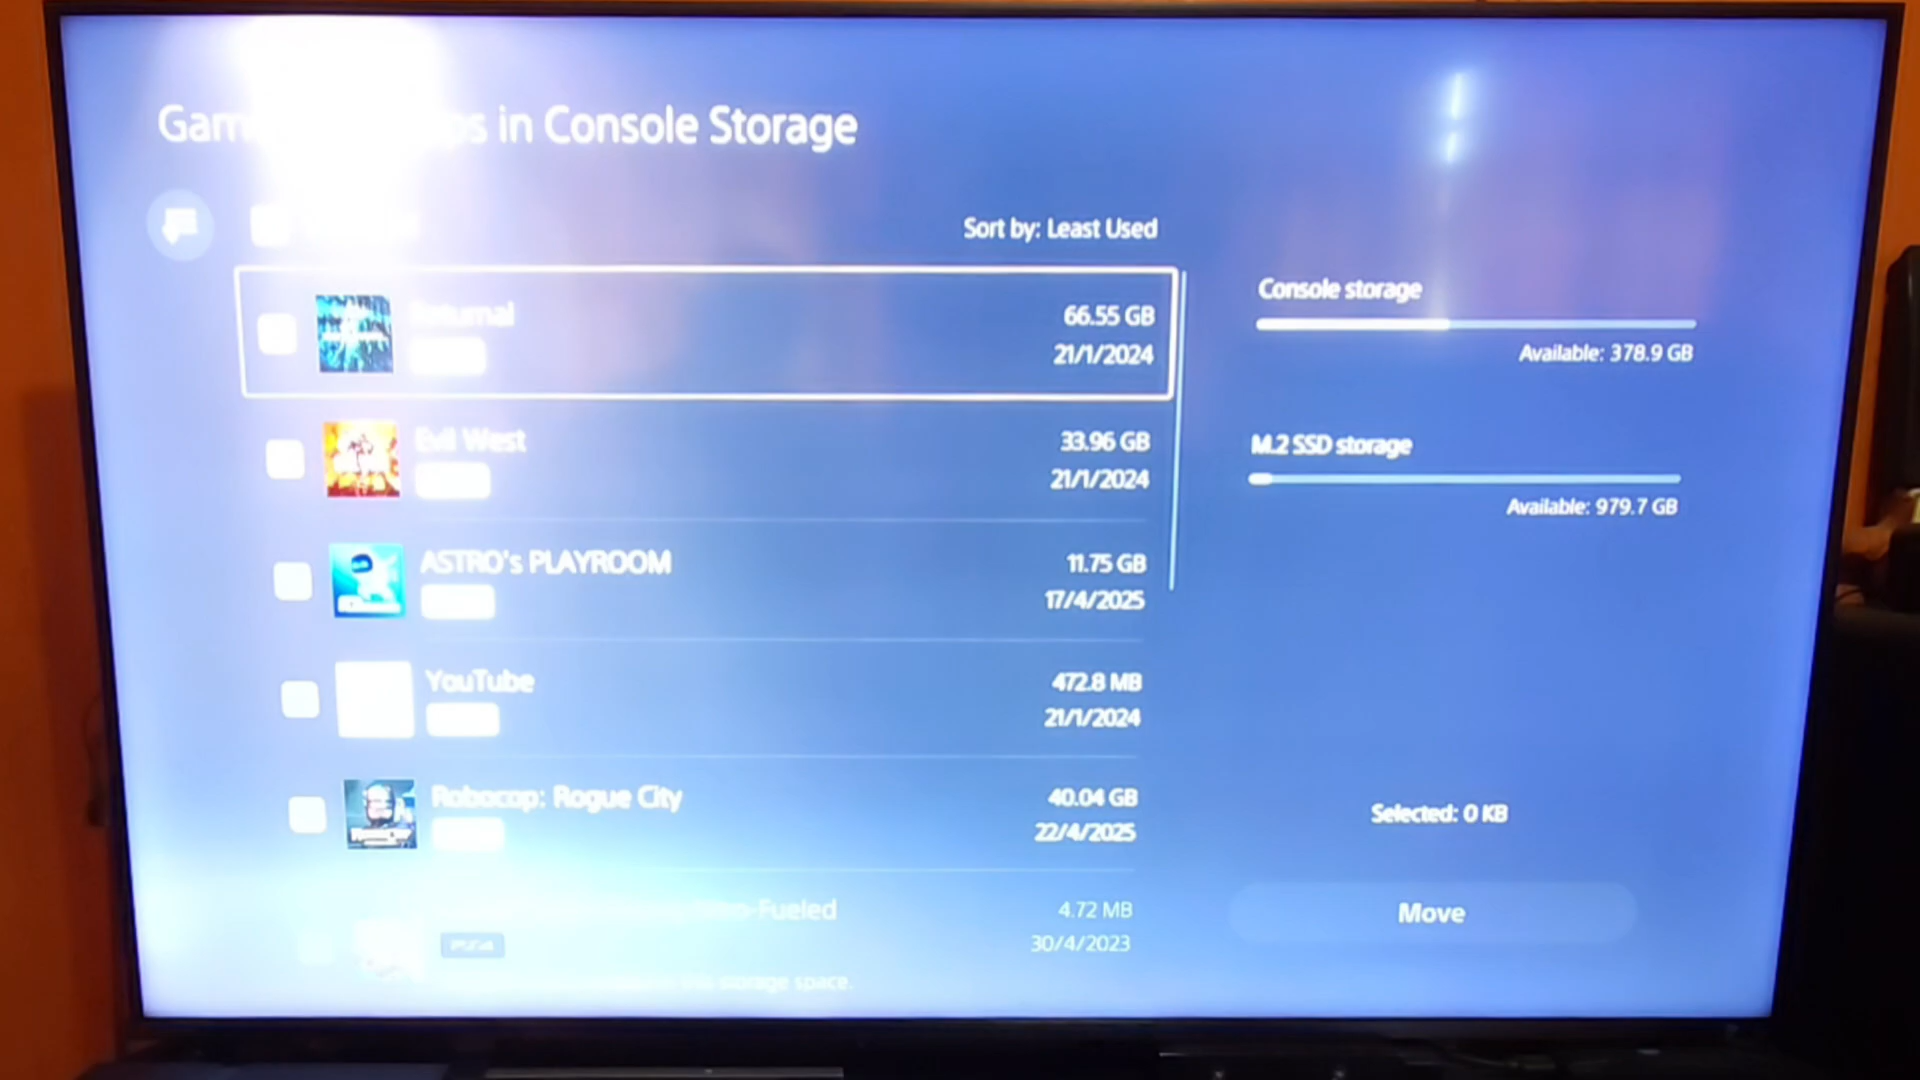 in Console Storage
Sort by: Least Used
Returnal
66.55 GB
21/1/2024
Evil West
33.96 GB
21/1/2024
ASTRO's PLAYROOM
11.75 GB
17/4/2025
YouTube
472.8 MB
21/1/2024
Robocop: Rogue City
40.04 GB
22/4/2025
-Fueled
4.72 MB
PS4
30/4/2023
storage space.
Console storage
Available: 378.9 GB
M.2 SSD storage
Available: 979.7 GB
Selected: 0 KB
Move